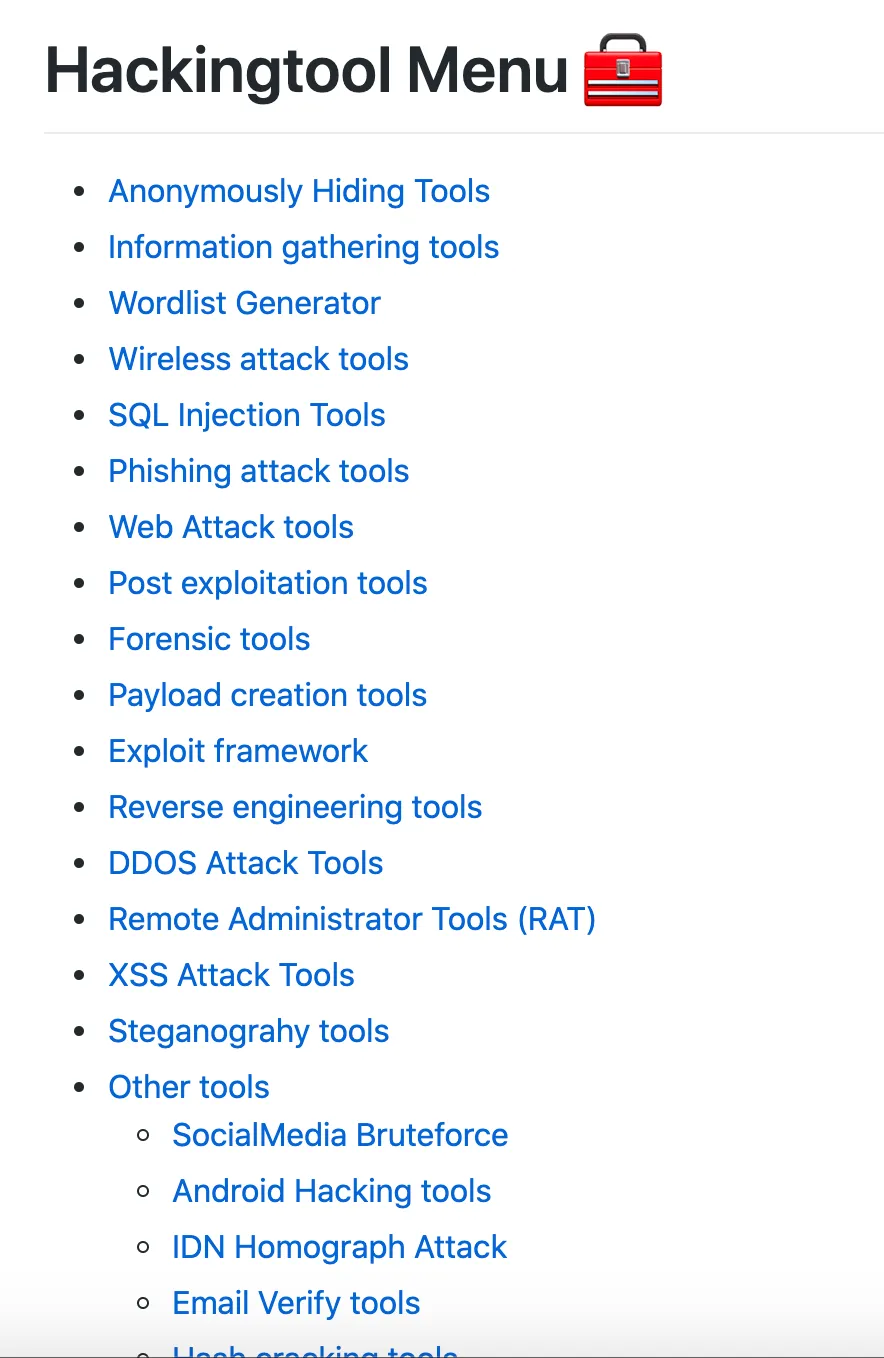 Hackingtool Menu 🧰
Anonymously Hiding Tools
Information gathering tools
Wordlist Generator
Wireless attack tools
SQL Injection Tools
Phishing attack tools
Web Attack tools
Post exploitation tools
Forensic tools
Payload creation tools
Exploit framework
Reverse engineering tools
DDOS Attack Tools
Remote Administrator Tools (RAT)
XSS Attack Tools
Steganograhy tools
Other tools
SocialMedia Bruteforce
Android Hacking tools
IDN Homograph Attack
Email Verify tools
Hash cracking tools